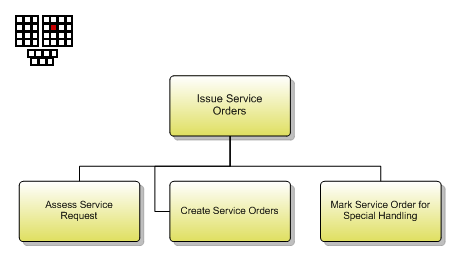 Issue Service
Orders
Assess Service
Request
Create Service Orders
Mark Service Order for
Special Handling